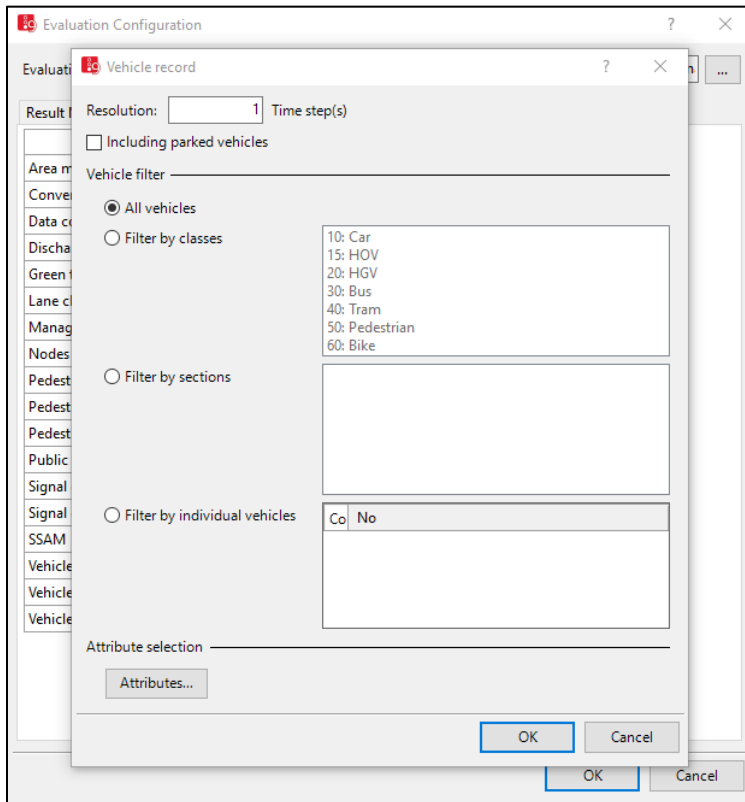 Evaluation Configuration ? ×
Evaluati
...
Vehicle record ? ×
Resolution: 1 Time step(s)
Including parked vehicles
Vehicle filter
All vehicles
Filter by classes
10: Car
15: HOV
20: HGV
30: Bus
40: Tram
50: Pedestrian
60: Bike
Filter by sections
Filter by individual vehicles
Co No
Attribute selection
Attributes...
OK Cancel
Area m
Conver
Data co
Discha
Green t
Lane cl
Manag
Nodes
Pedest
Pedest
Pedest
Public
Signal
Signal
SSAM
Vehicle
Vehicle
Vehicle
OK Cancel